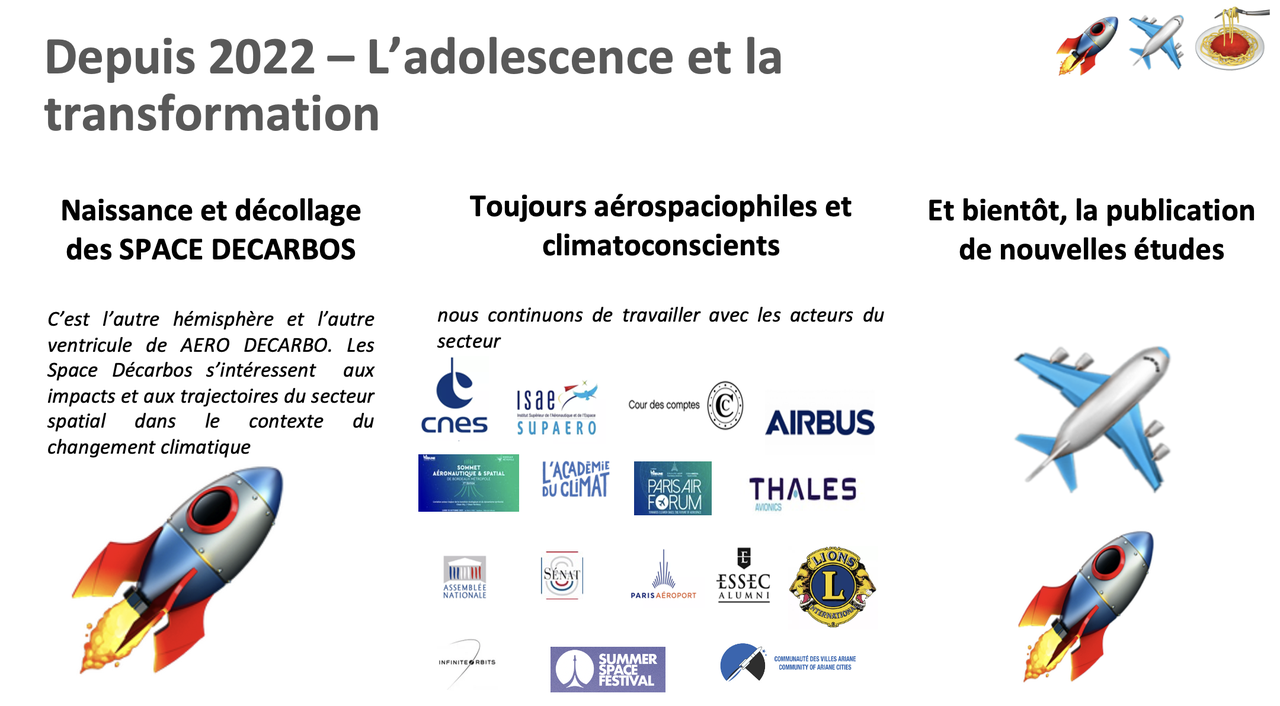 Depuis 2022 – L’adolescence et la
transformation
Naissance et décollage
des SPACE DECARBOS
C’est l’autre hémisphère et l’autre
ventricule de AERO DECARBO. Les
Space Décarbos s’intéressent aux
impacts et aux trajectoires du secteur
spatial dans le contexte du
changement climatique
Toujours aérospaciophiles et
climatoconscients
nous continuons de travailler avec les acteurs du
secteur
cnes
isae
Institut Supérieur de l'Aéronautique et de l'Espace
SUPAERO
Cour des comptes
AIRBUS
SOMMET
AÉRONAUTIQUE & SPATIAL
DE BORDEAUX MÉTROPOLE
L'ACADÉMIE
DU CLIMAT
PARIS AIR
FORUM
THALES
AVIONICS
ASSEMBLÉE
NATIONALE
SÉNAT
PARIS AÉROPORT
ESSEC
ALUMNI
LIONS
L
INTERNATIONAL
INFINITE ORBITS
SUMMER
SPACE
FESTIVAL
COMMUNAUTÉ DES VILLES ARIANE
COMMUNITY OF ARIANE CITIES
Et bientôt, la publication
de nouvelles études